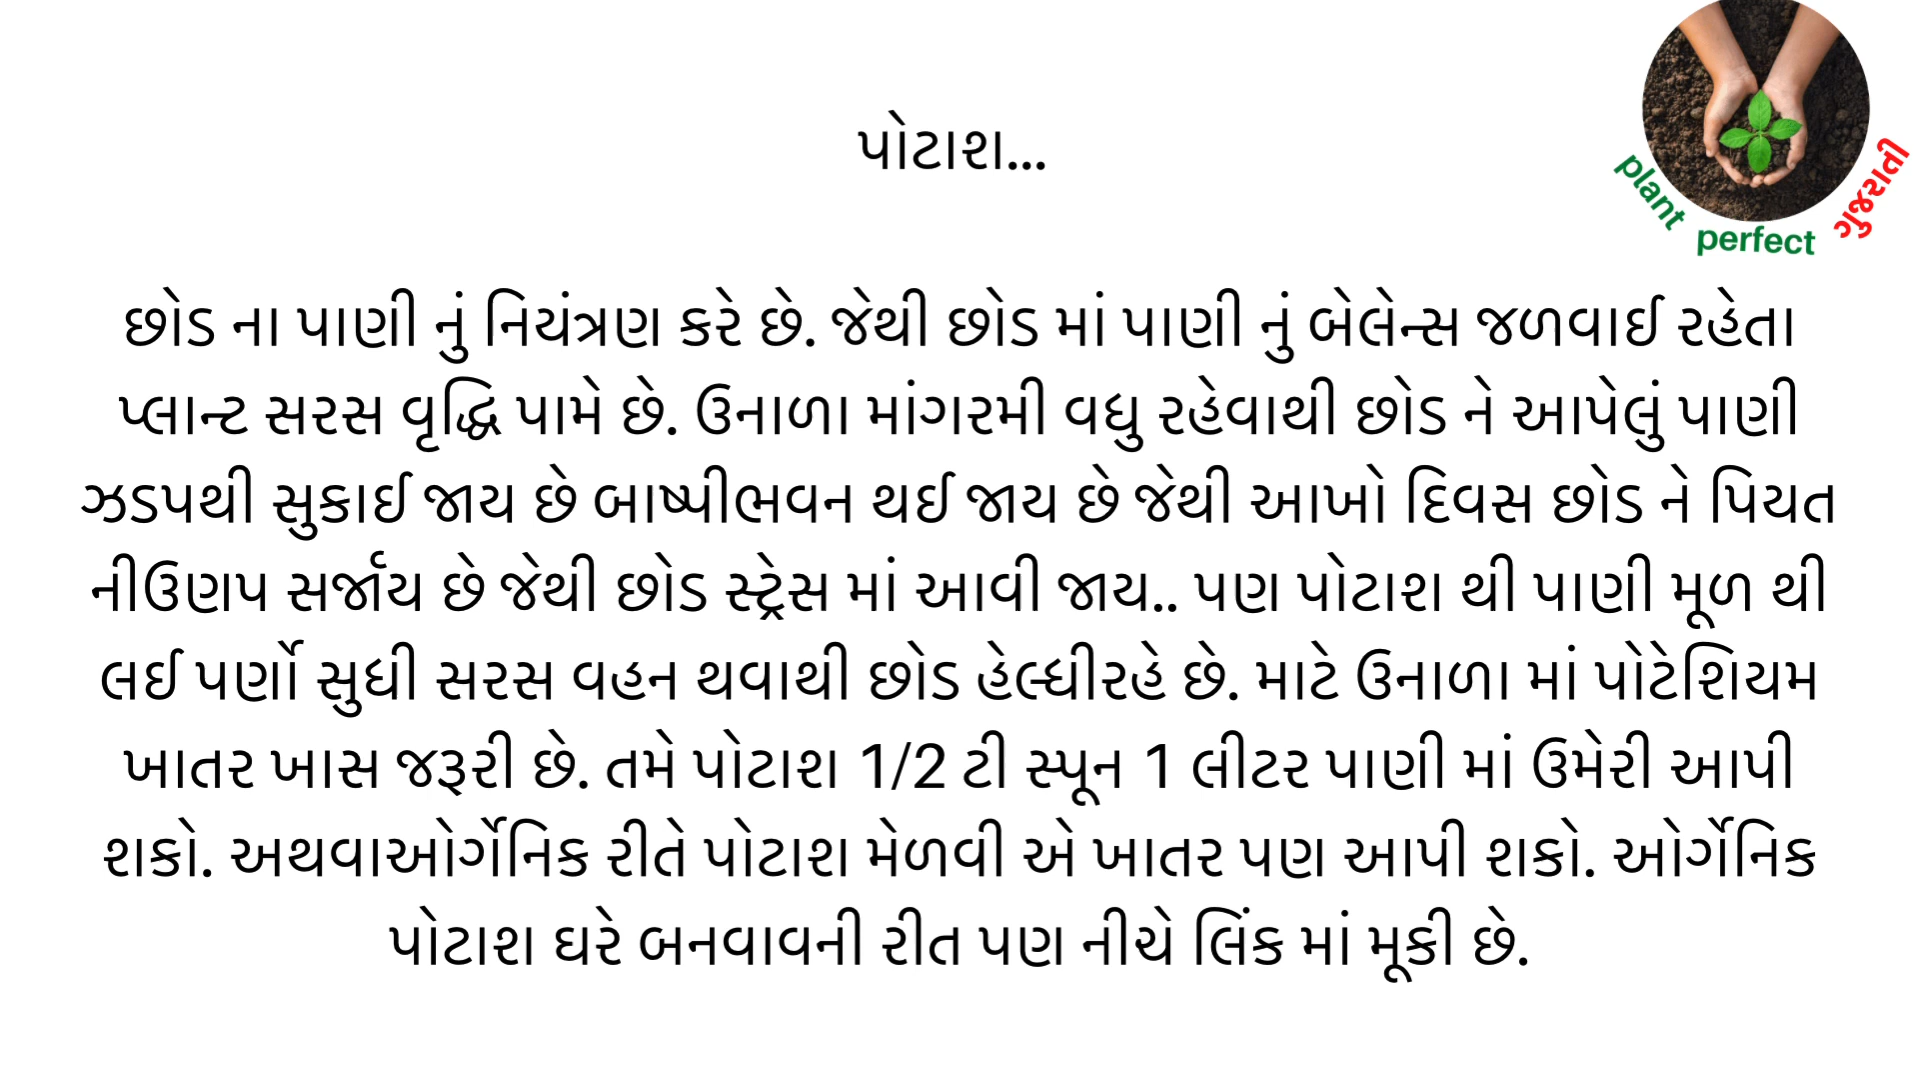 પોટાશ...
plant perfect ગુજરાતી
છોડ ના પાણી નું નિયંત્રણ કરે છે. જેથી છોડ માં પાણી નું બેલેન્સ જળવાઈ રહેતા
પ્લાન્ટ સરસ વૃદ્ધિ પામે છે. ઉનાળા માંગરમી વધુ રહેવાથી છોડ ને આપેલું પાણી
ઝડપથી સુકાઈ જાય છે બાષ્પીભવન થઈ જાય છે જેથી આખો દિવસ છોડ ને પિયત
નીઉણપ સર્જાય છે જેથી છોડ સ્ટ્રેસ માં આવી જાય.. પણ પોટાશ થી પાણી મૂળ થી
લઈ પર્ણો સુધી સરસ વહન થવાથી છોડ હેલ્ધીરહે છે. માટે ઉનાળા માં પોટેશિયમ
ખાતર ખાસ જરૂરી છે. તમે પોટાશ 1/2 ટી સ્પૂન 1 લીટર પાણી માં ઉમેરી આપી
શકો. અથવાઓર્ગેનિક રીતે પોટાશ મેળવી એ ખાતર પણ આપી શકો. ઓર્ગેનિક
પોટાશ ઘરે બનવાવની રીત પણ નીચે લિંક માં મૂકી છે.